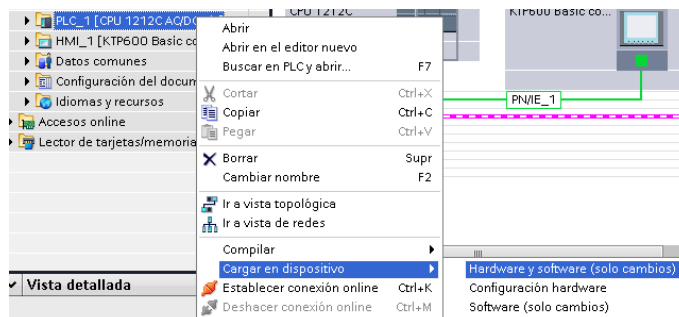 PLC_1 [CPU 1212C AC/DC
HMI_1 [KTP600 Basic co
Datos comunes
Configuración del docum
Idiomas y recursos
Accesos online
Lector de tarjetas/memoria
Vista detallada
Abrir
Abrir en el editor nuevo
Buscar en PLC y abrir... F7
Cortar Ctrl+X
Copiar Ctrl+C
Pegar Ctrl+V
Borrar Supr
Cambiar nombre F2
Ir a vista topológica
Ir a vista de redes
Compilar
Cargar en dispositivo
Establecer conexión online Ctrl+K
Deshacer conexión online Ctrl+M
Hardware y software (solo cambios)
Configuración hardware
Software (solo cambios)
CPU 1212C
KTP600 Basic co...
PN/IE_1